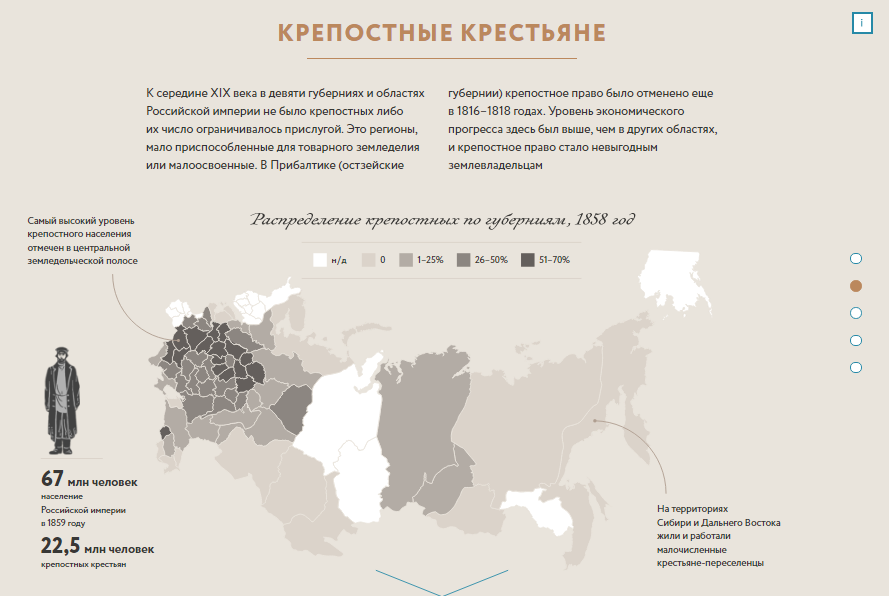 КРЕПОСТНЫЕ КРЕСТЬЯНЕ
i
К середине XIX века в девяти губерниях и областях
Российской империи не было крепостных либо
их число ограничивалось прислугой. Это регионы,
мало приспособленные для товарного земледелия
или малоосвоенные. В Прибалтике (остзейские
губернии) крепостное право было отменено еще
в 1816–1818 годах. Уровень экономического
прогресса здесь был выше, чем в других областях,
и крепостное право стало невыгодным
землевладельцам
Распределение крепостных по губерниям, 1858 год
н/д
0
1–25%
26–50%
51–70%
Самый высокий уровень
крепостного населения
отмечен в центральной
земледельческой полосе
67 млн человек
население
Российской империи
в 1859 году
22,5 млн человек
крепостных крестьян
На территориях
Сибири и Дальнего Востока
жили и работали
малочисленные
крестьяне-переселенцы